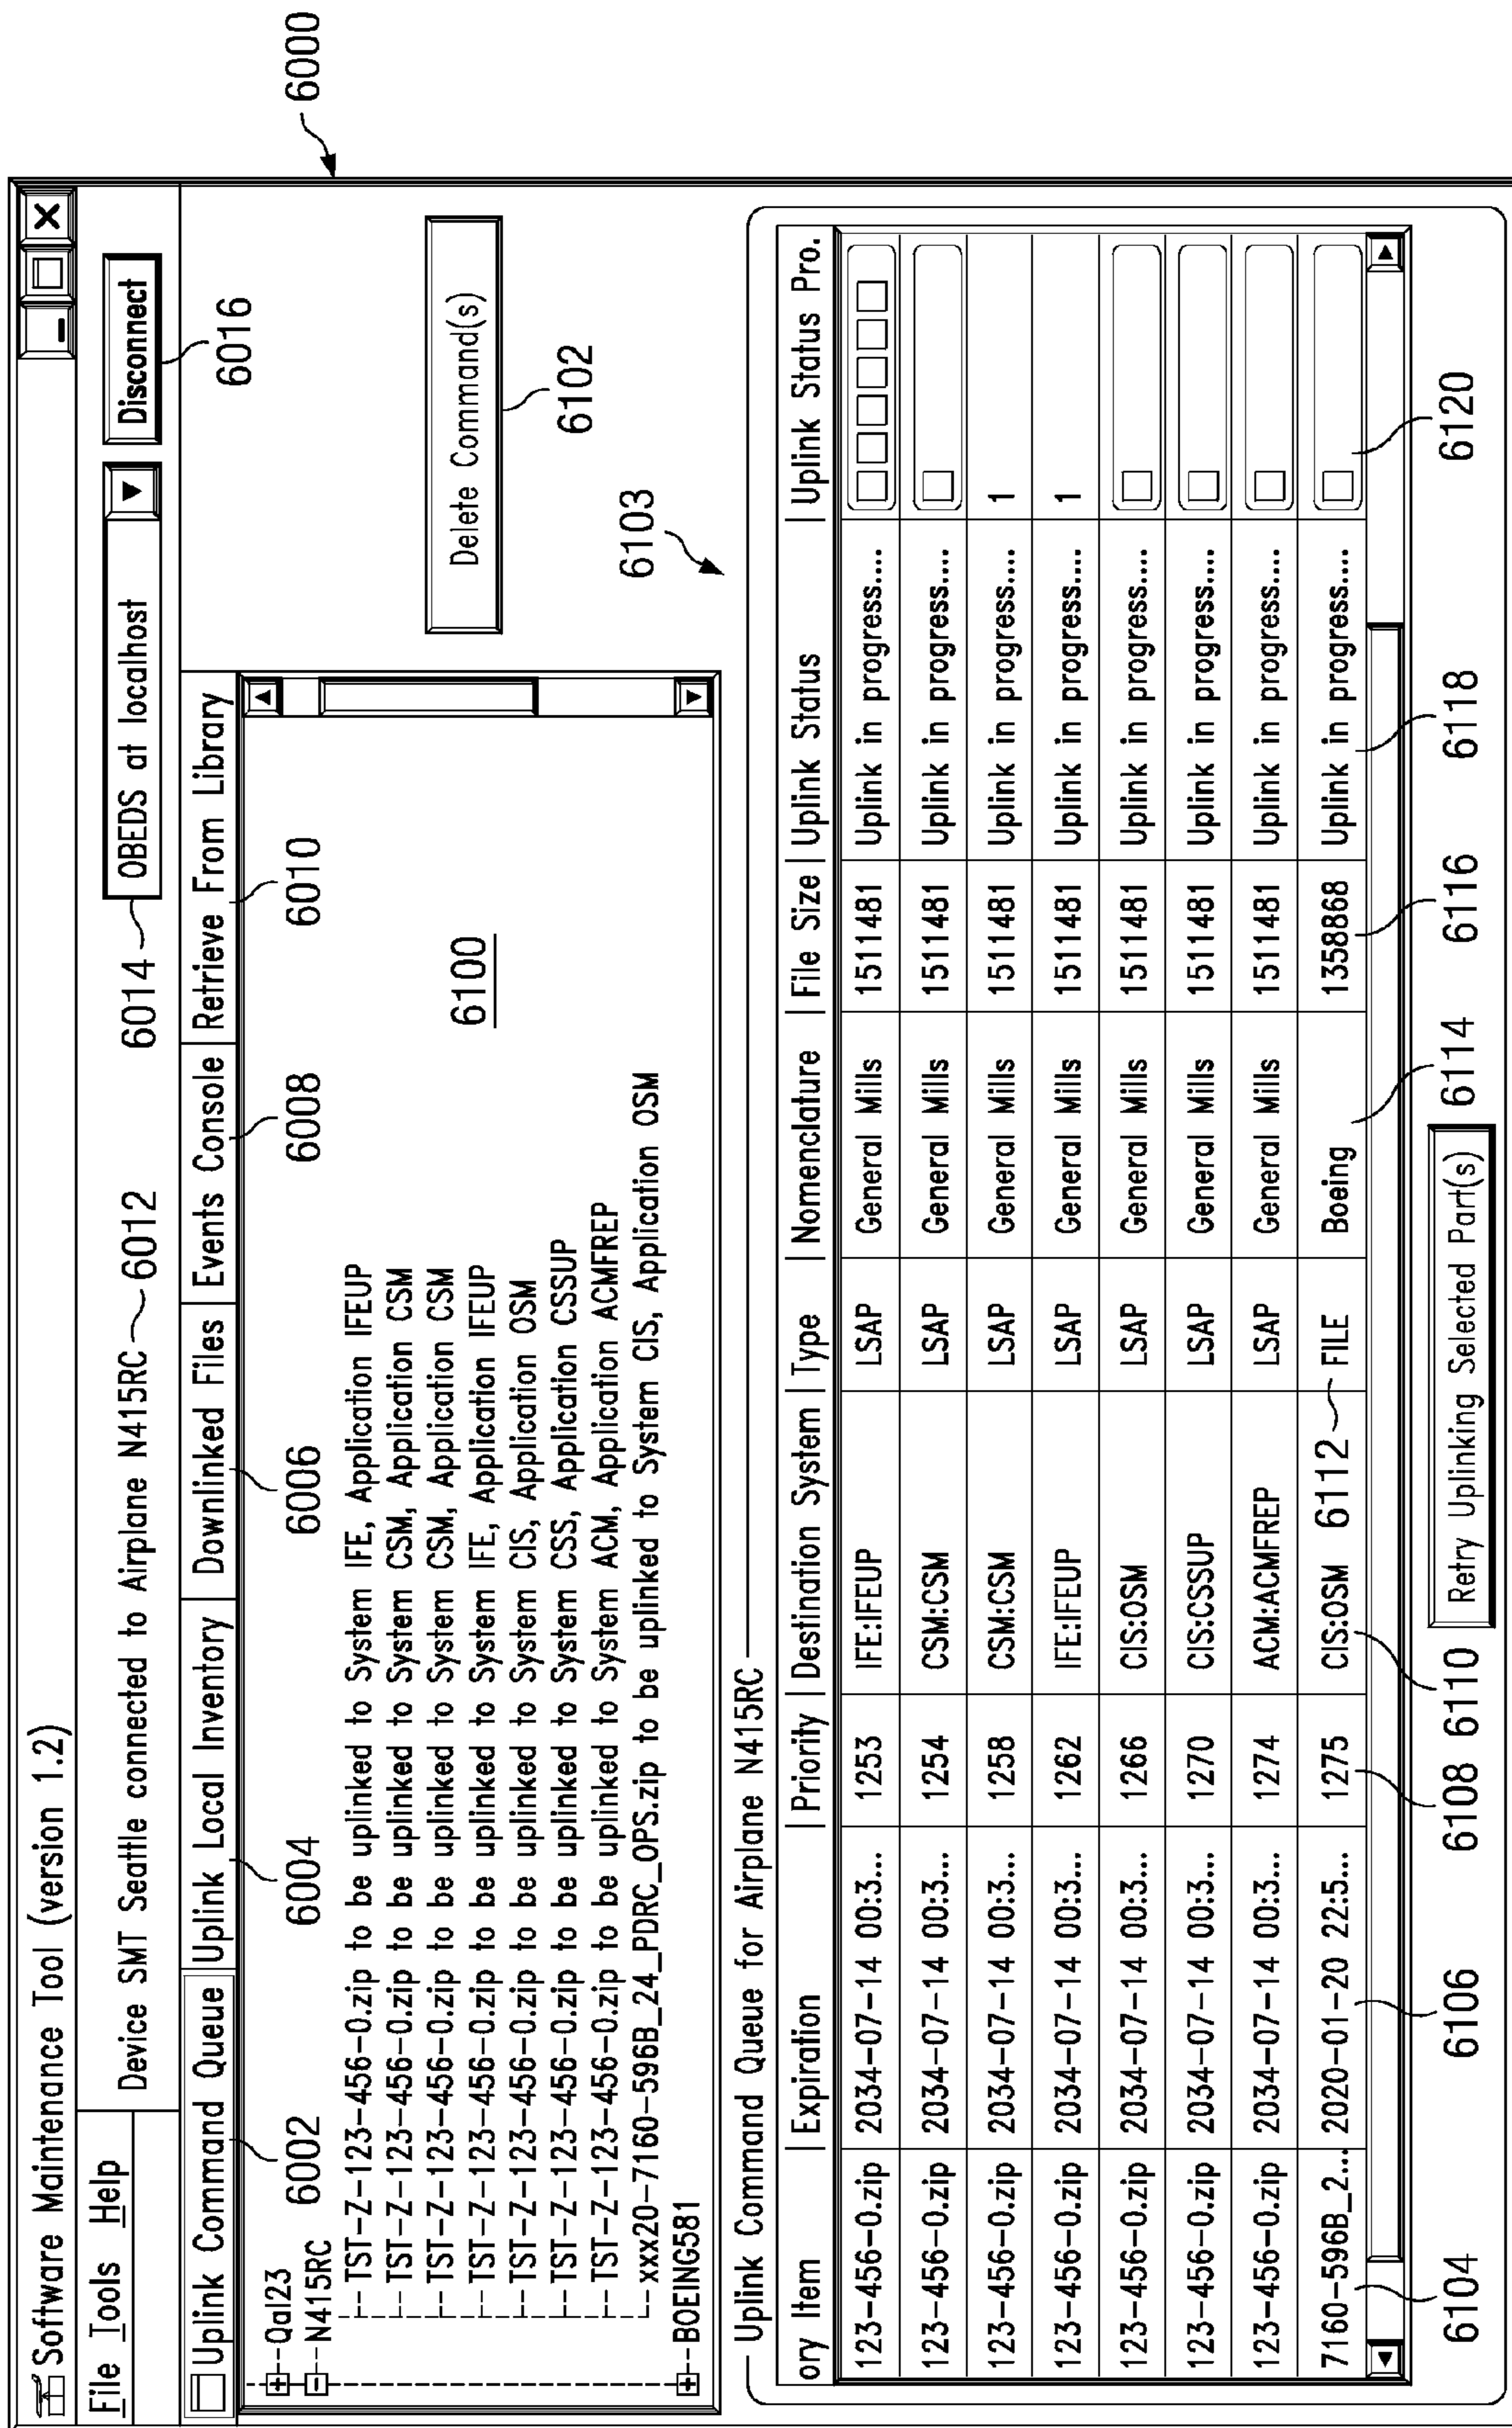 6000
Software Maintenance Tool (version 1.2)
File Tools Help
Device SMT Seattle connected to Airplane N415RC 6012
6014 OBEDS at localhost
Disconnect
6016
Uplink Command Queue Uplink Local Inventory Downlinked Files Events Console Retrieve From Library
6002 6004 6006 6008 6010
Qal23
N415RC
TST-Z-123-456-0.zip to be uplinked to System IFE, Application IFEUP
TST-Z-123-456-0.zip to be uplinked to System CSM, Application CSM
TST-Z-123-456-0.zip to be uplinked to System CSM, Application CSM
TST-Z-123-456-0.zip to be uplinked to System IFE, Application IFEUP
TST-Z-123-456-0.zip to be uplinked to System CIS, Application OSM
TST-Z-123-456-0.zip to be uplinked to System CSS, Application CSSUP
TST-Z-123-456-0.zip to be uplinked to System ACM, Application ACMFREP
xxx20-7160-596B_24_PDRC_OPS.zip to be uplinked to System CIS, Application OSM
BOEING581
6100
Delete Command(s)
6102
6103
Uplink Command Queue for Airplane N415RC
ory Item | Expiration | Priority | Destination System | Type | Nomenclature | File Size | Uplink Status | Uplink Status Pro.
123-456-0.zip 2034-07-14 00:3... 1253 IFE:IFEUP LSAP General Mills 1511481 Uplink in progress....
123-456-0.zip 2034-07-14 00:3... 1254 CSM:CSM LSAP General Mills 1511481 Uplink in progress....
123-456-0.zip 2034-07-14 00:3... 1258 CSM:CSM LSAP General Mills 1511481 Uplink in progress.... 1
123-456-0.zip 2034-07-14 00:3... 1262 IFE:IFEUP LSAP General Mills 1511481 Uplink in progress.... 1
123-456-0.zip 2034-07-14 00:3... 1266 CIS:OSM LSAP General Mills 1511481 Uplink in progress....
123-456-0.zip 2034-07-14 00:3... 1270 CIS:CSSUP LSAP General Mills 1511481 Uplink in progress....
123-456-0.zip 2034-07-14 00:3... 1274 ACM:ACMFREP LSAP General Mills 1511481 Uplink in progress....
7160-596B_2... 2020-01-20 22:5... 1275 CIS:OSM 6112 FILE Boeing 1358868 Uplink in progress....
6104 6106 6108 6110 6114 6116 6118 6120
Retry Uplinking Selected Part(s)